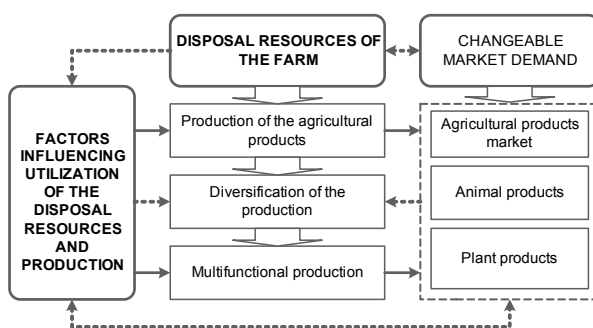 DISPOSAL RESOURCES OF
THE FARM
CHANGEABLE
MARKET DEMAND
FACTORS
INFLUENCING
UTILIZATION
OF THE
DISPOSAL
RESOURCES
AND
PRODUCTION
Production of the agricultural
products
Diversification of the
production
Multifunctional production
Agricultural products
market
Animal products
Plant products